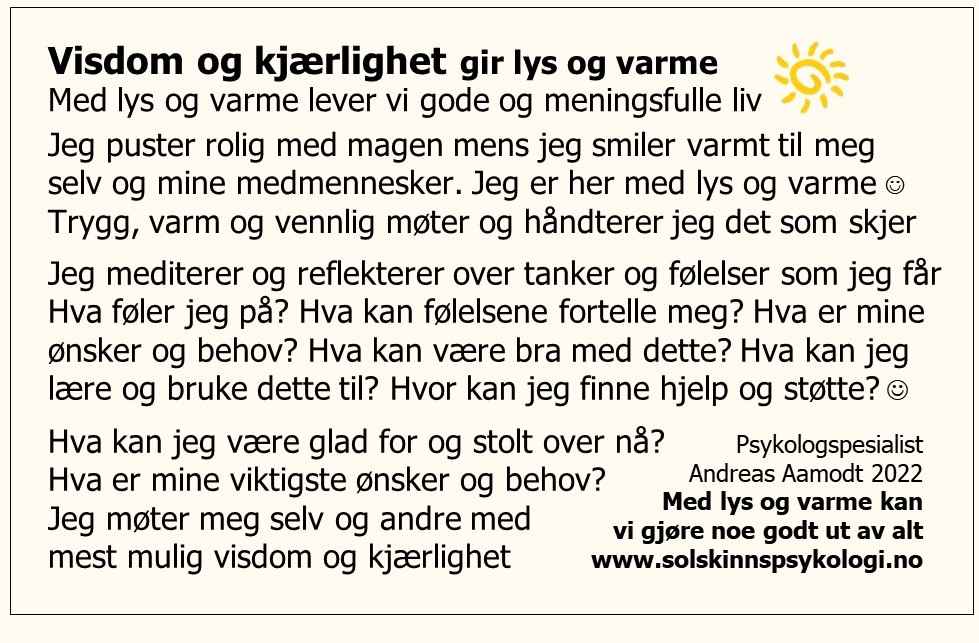 Visdom og kjærlighet gir lys og varme
Med lys og varme lever vi gode og meningsfulle liv
Jeg puster rolig med magen mens jeg smiler varmt til meg
selv og mine medmennesker. Jeg er her med lys og varme ☺
Trygg, varm og vennlig møter og håndterer jeg det som skjer
Jeg mediterer og reflekterer over tanker og følelser som jeg får
Hva føler jeg på? Hva kan følelsene fortelle meg? Hva er mine
ønsker og behov? Hva kan være bra med dette? Hva kan jeg
lære og bruke dette til? Hvor kan jeg finne hjelp og støtte? ☺
Hva kan jeg være glad for og stolt over nå?
Hva er mine viktigste ønsker og behov?
Jeg møter meg selv og andre med
mest mulig visdom og kjærlighet
Psykologspesialist
Andreas Aamodt 2022
Med lys og varme kan
vi gjøre noe godt ut av alt
www.solskinnspsykologi.no